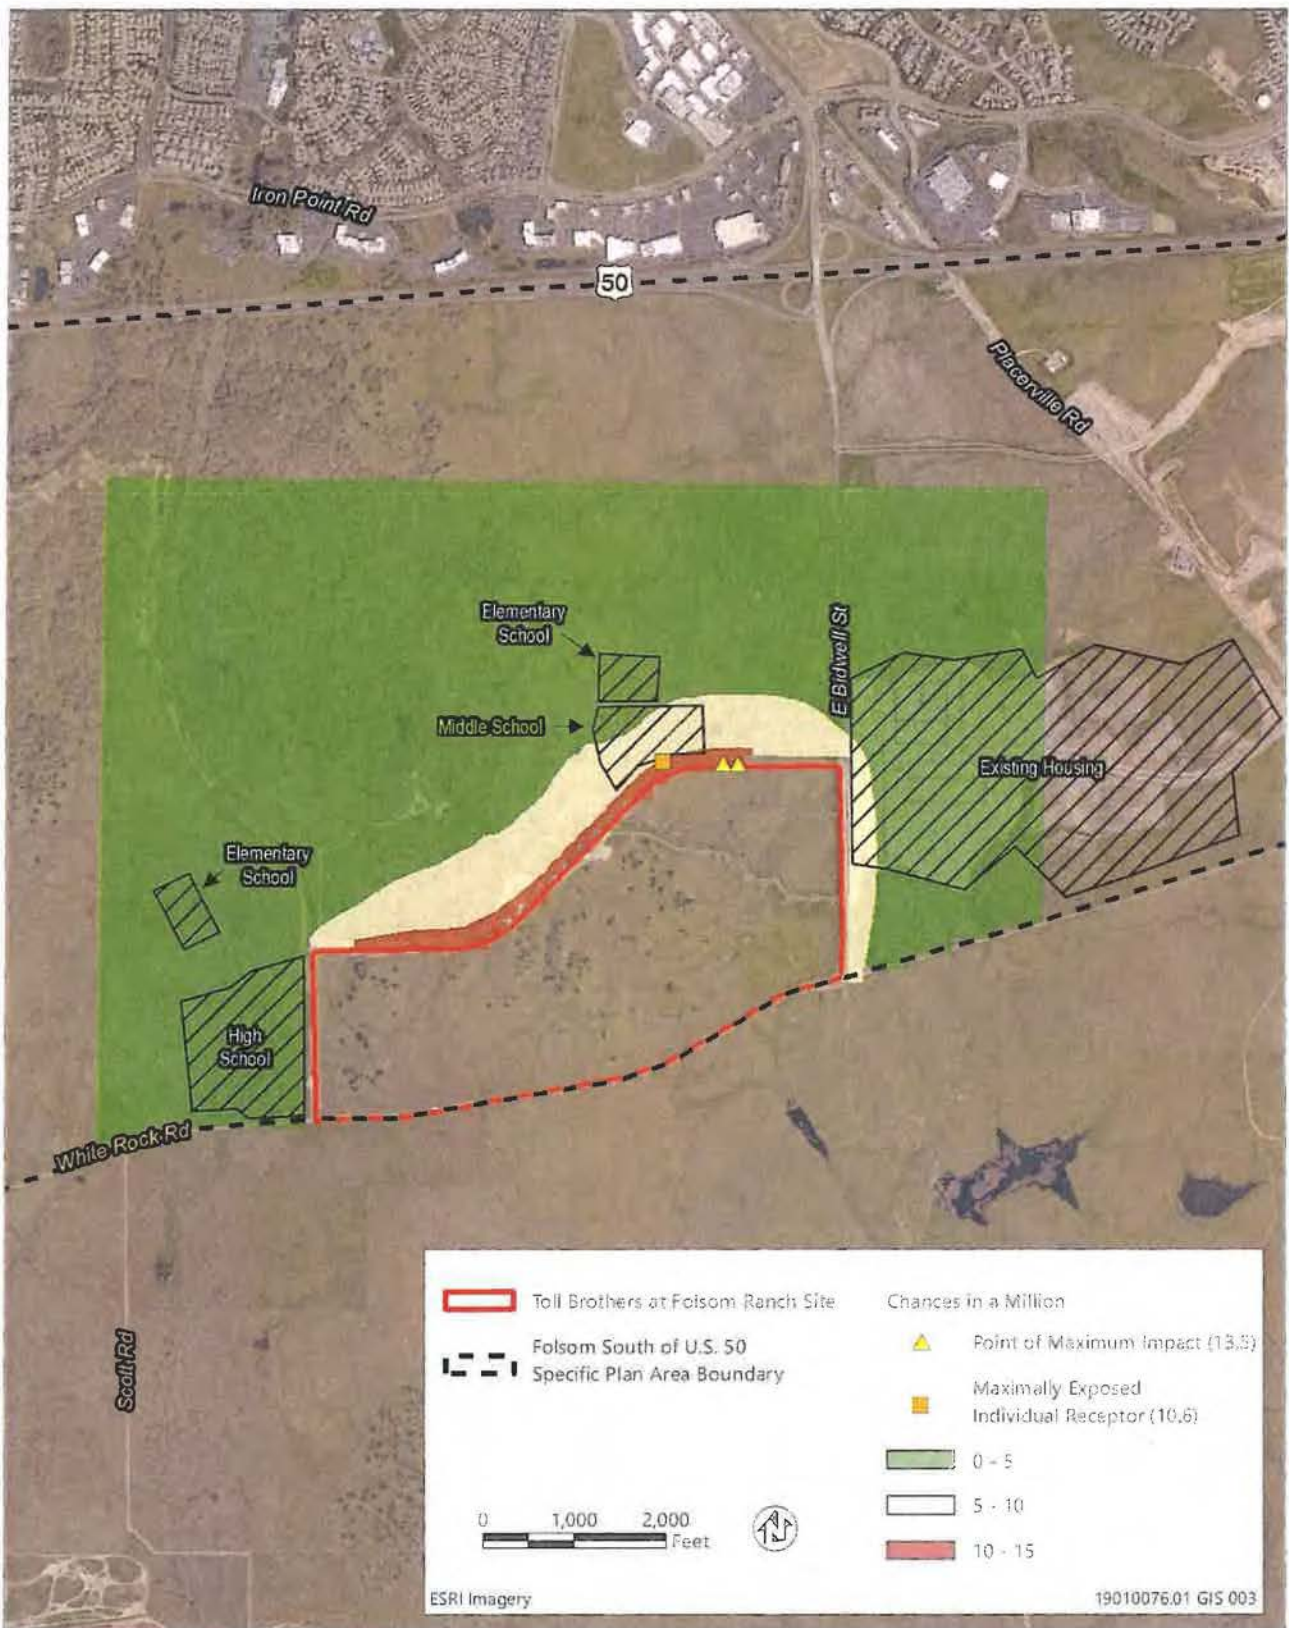 Iron Point Rd
50
Placerville Rd
Elementary
School
E Bidwell St
Middle School
Existing Housing
Elementary
School
High
School
White Rock Rd
Scott Rd
Toll Brothers at Folsom Ranch Site
Folsom South of U.S. 50
Specific Plan Area Boundary
Chances in a Million
Point of Maximum Impact (13.5)
Maximally Exposed
Individual Receptor (10.6)
0 - 5
5 - 10
10 - 15
0 1,000 2,000
Feet
N
ESRI Imagery
19010076.01 GIS 003